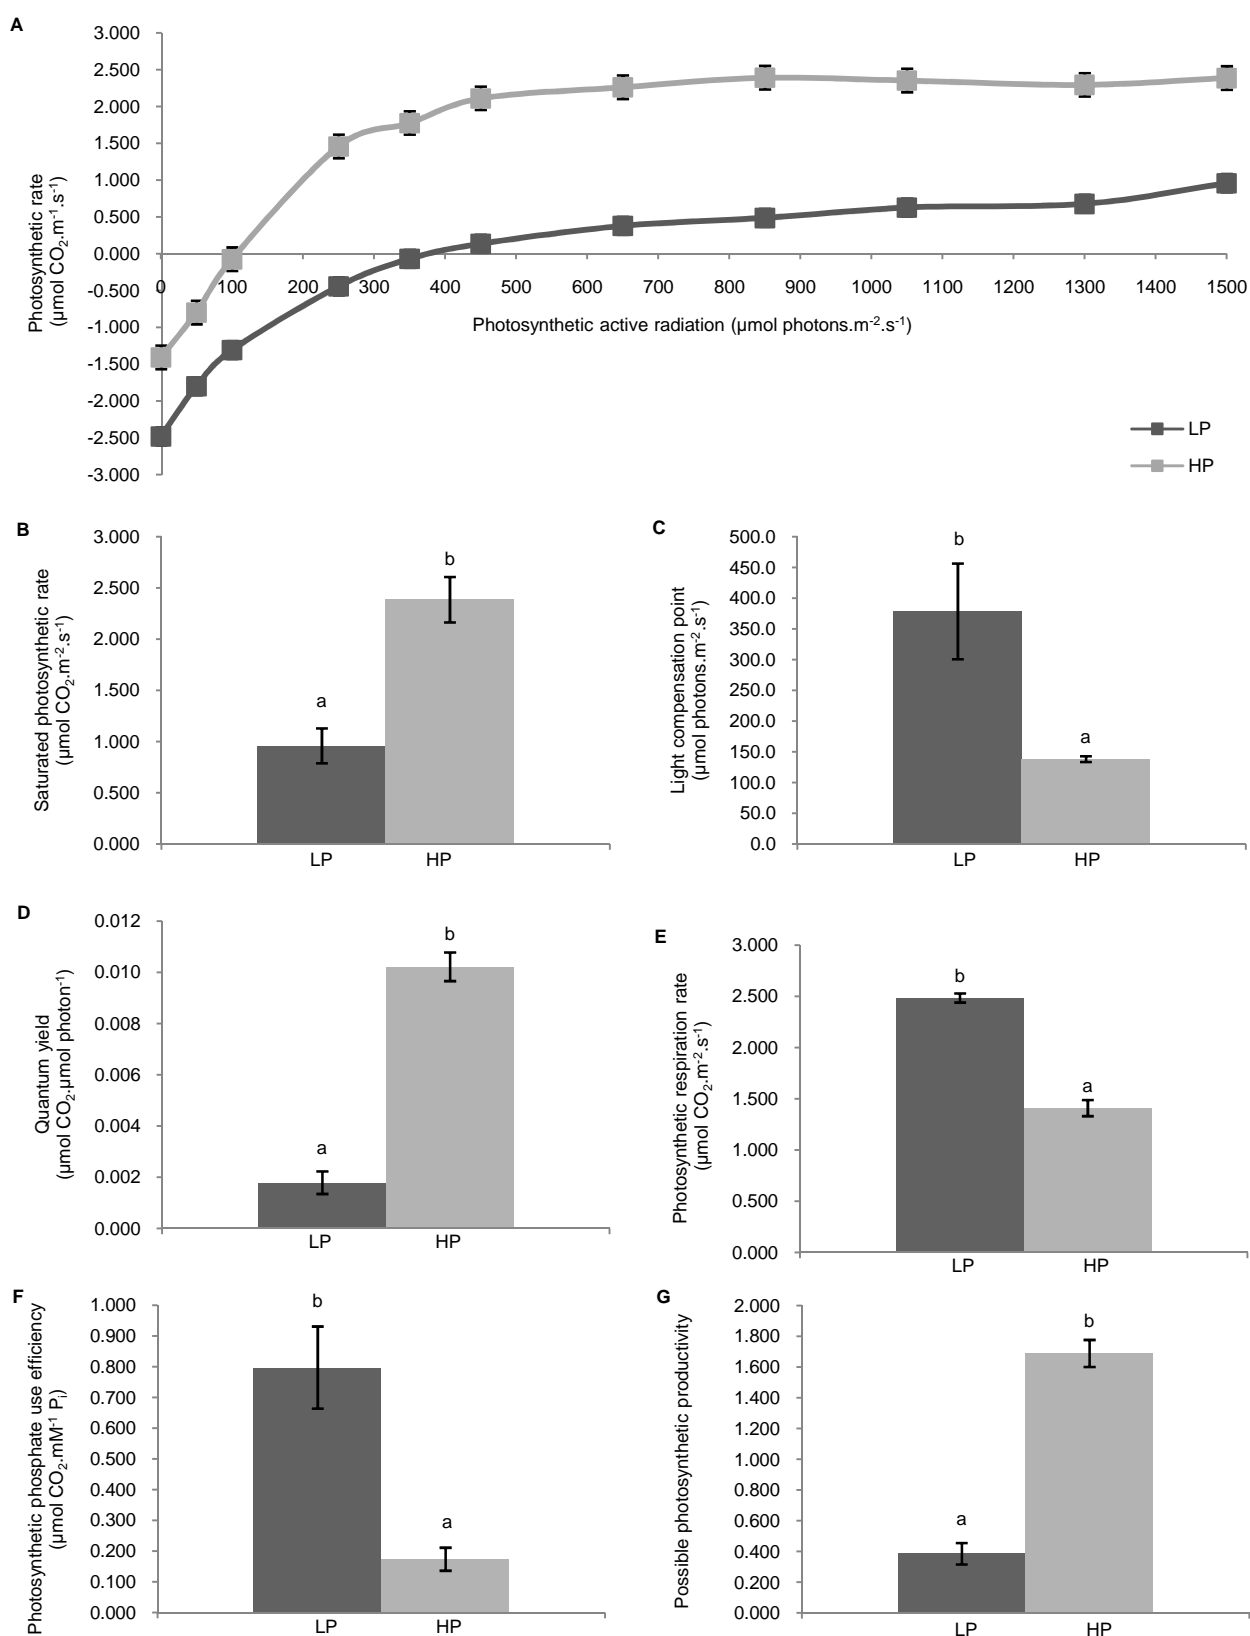 A
3.000
2.500
2.000
1.500
1.000
0.500
0.000
-0.500
-1.000
-1.500
-2.000
-2.500
-3.000
Photosynthetic rate
(µmol CO₂.m⁻¹.s⁻¹)
0 100 200 300 400 500 600 700 800 900 1000 1100 1200 1300 1400 1500
Photosynthetic active radiation (µmol photons.m⁻².s⁻¹)
LP
HP
B
3.000
2.500
2.000
1.500
1.000
0.500
0.000
Saturated photosynthetic rate
(µmol CO₂.m⁻².s⁻¹)
a
b
LP HP
C
500.0
450.0
400.0
350.0
300.0
250.0
200.0
150.0
100.0
50.0
0.0
Light compensation point
(µmol photons.m⁻².s⁻¹)
b
a
LP HP
D
0.012
0.010
0.008
0.006
0.004
0.002
0.000
Quantum yield
(µmol CO₂.µmol photon⁻¹)
a
b
LP HP
E
3.000
2.500
2.000
1.500
1.000
0.500
0.000
Photosynthetic respiration rate
(µmol CO₂.m⁻².s⁻¹)
b
a
LP HP
F
1.000
0.900
0.800
0.700
0.600
0.500
0.400
0.300
0.200
0.100
0.000
Photosynthetic phosphate use efficiency
(µmol CO₂.mM⁻¹ Pᵢ)
b
a
LP HP
G
2.000
1.800
1.600
1.400
1.200
1.000
0.800
0.600
0.400
0.200
0.000
Possible photosynthetic productivity
a
b
LP HP